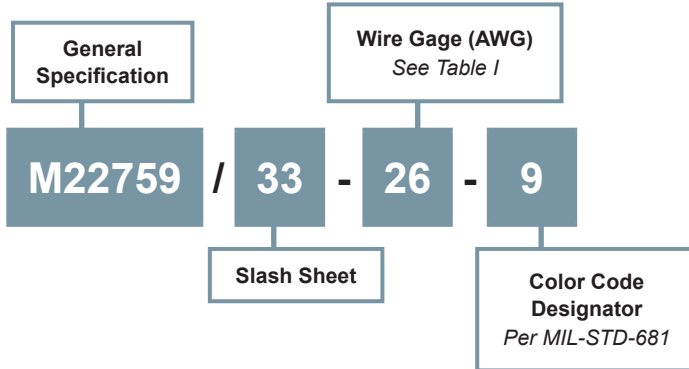 General
Specification
Wire Gage (AWG)
See Table I
M22759 / 33 - 26 - 9
Slash Sheet
Color Code
Designator
Per MIL-STD-681